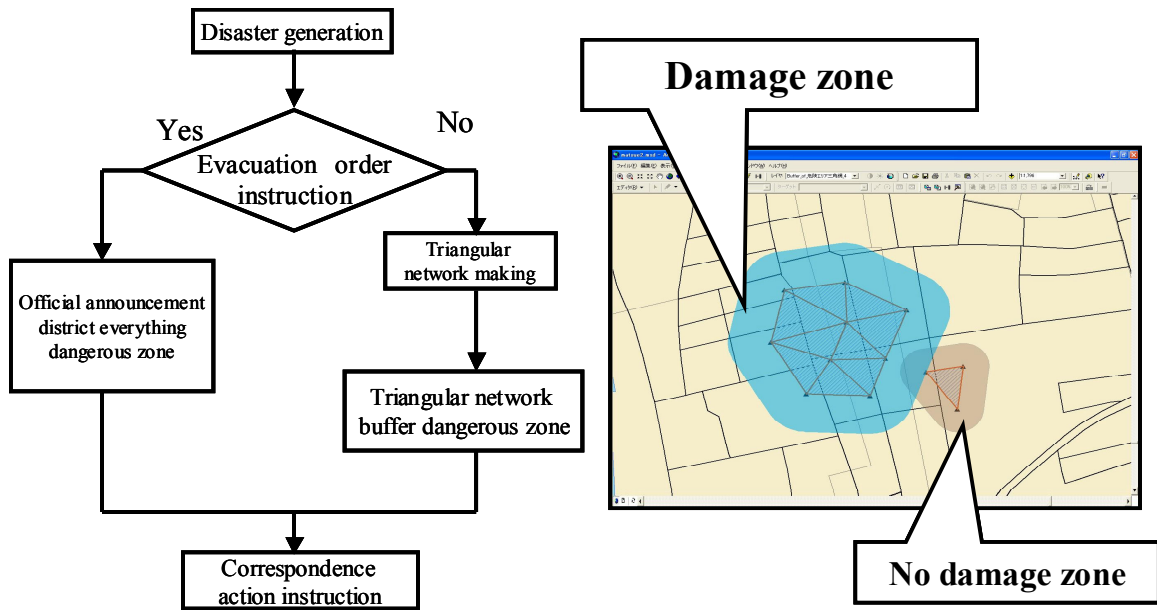 Disaster generation
Yes
No
Evacuation order
instruction
Triangular
network making
Official announcement
district everything
dangerous zone
Triangular network
buffer dangerous zone
Correspondence
action instruction
Damage zone
No damage zone